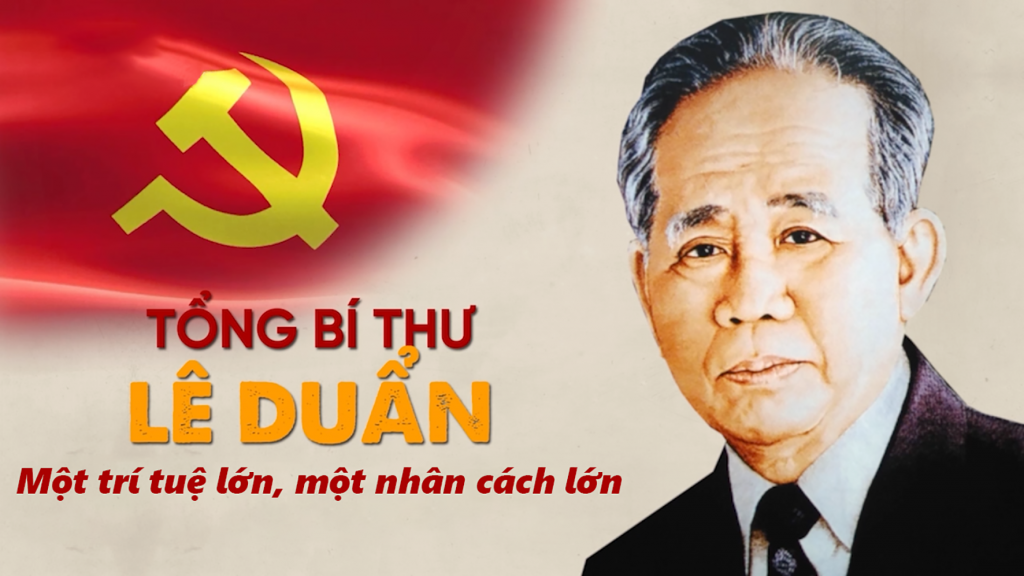 TỔNG BÍ THƯ
LÊ DUẨN
Một trí tuệ lớn, một nhân cách lớn